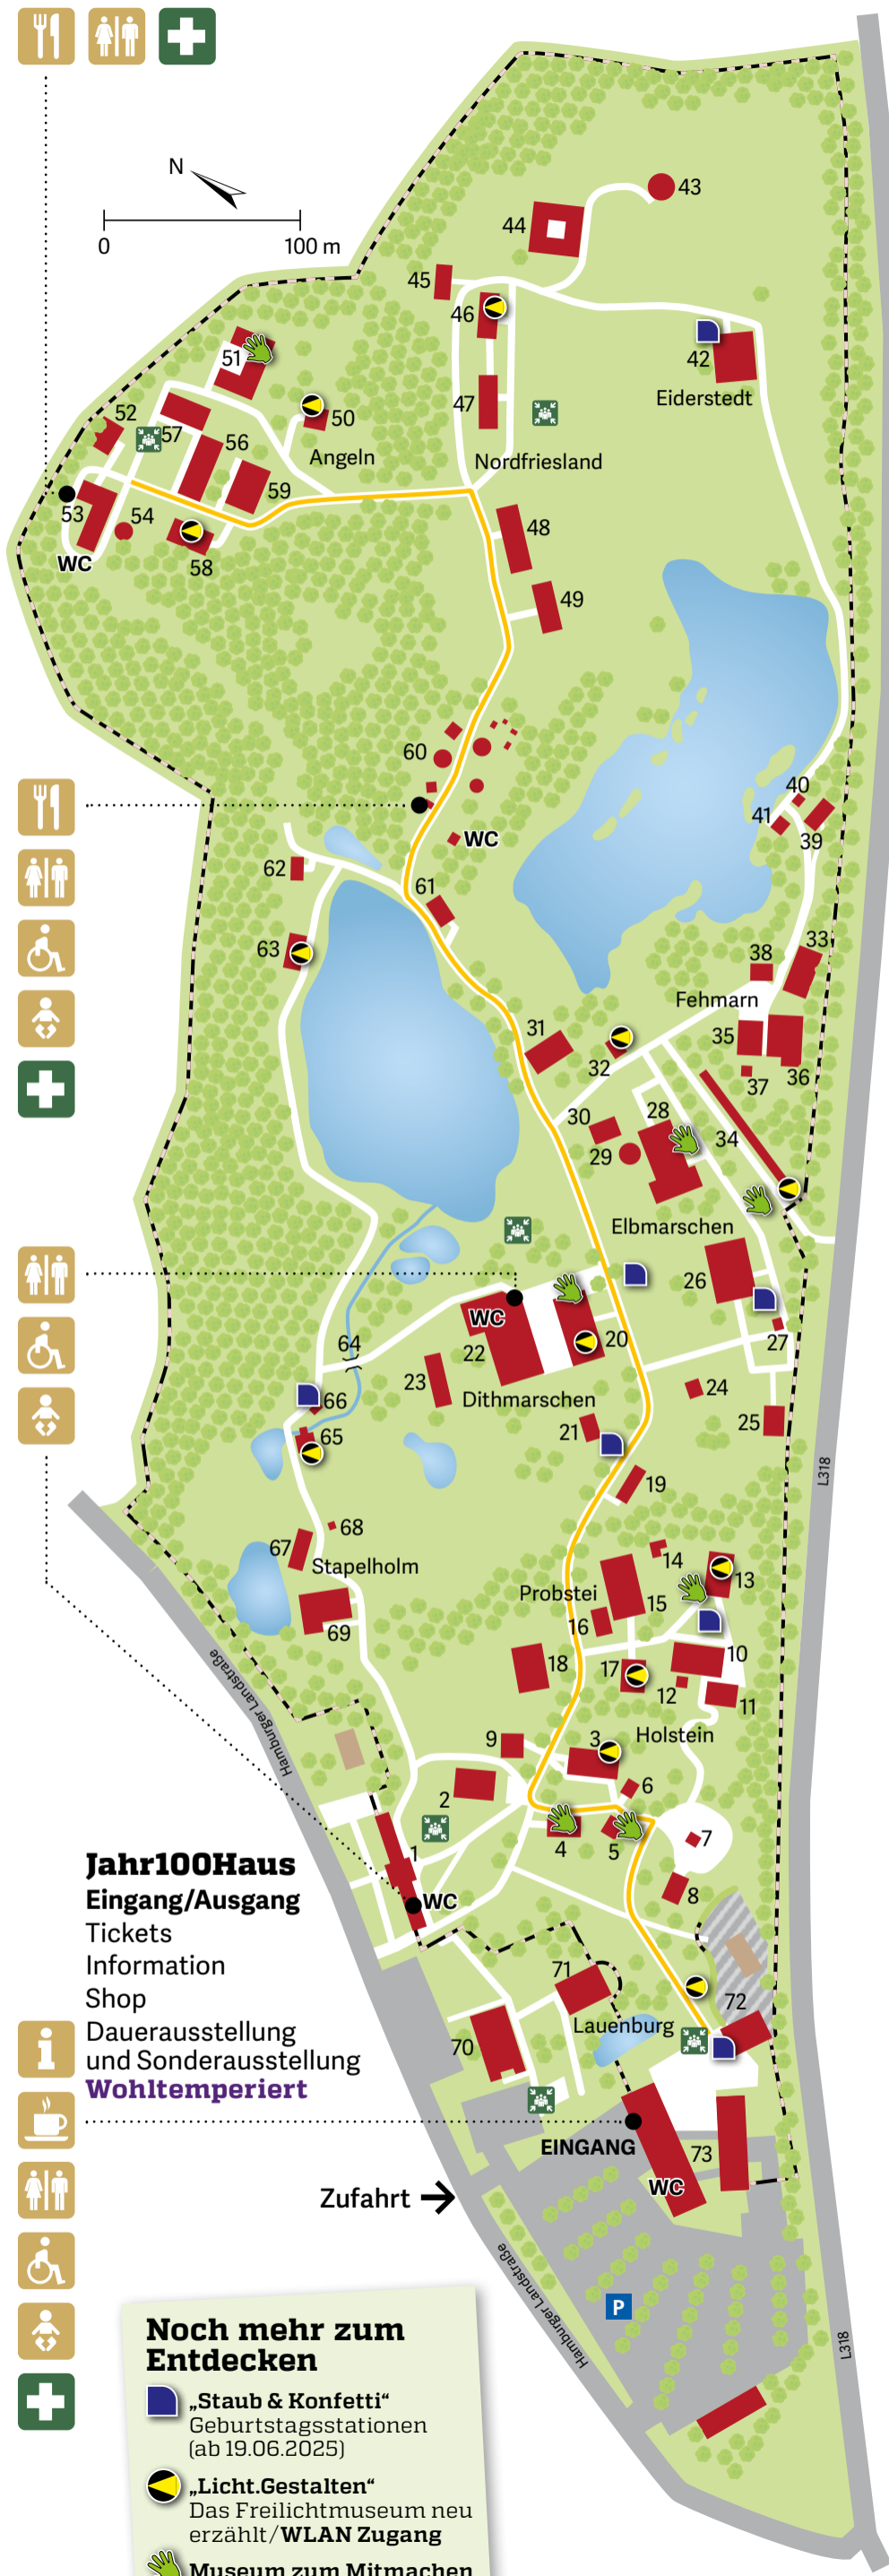 N
0
100 m
43
44
45
46
42
51
Eiderstedt
52
50
47
57
56
Angeln
Nordfriesland
59
53
54
48
58
WC
49
60
40
41
WC
39
62
61
33
63
38
Fehmarn
31
35
32
36
37
30
28
34
29
Elbmarschen
26
WC
20
27
64
22
23
24
Dithmarschen
66
25
21
65
L318
19
68
67
Stapelholm
14
13
Probstei
15
69
16
10
18
17
12
11
Hamburger Landstraße
9
3
Holstein
6
2
7
1
4
5
Jahr100Haus
8
Eingang/Ausgang
WC
Tickets
Information
71
Shop
72
Dauerausstellung
Lauenburg
und Sonderausstellung
70
Wohltemperiert
i
EINGANG
73
WC
Zufahrt
Hamburger Landstraße
P
L318
Noch mehr zum
Entdecken
„Staub & Konfetti“
Geburtstagsstationen
(ab 19.06.2025)
„Licht.Gestalten“
Das Freilichtmuseum neu
erzählt/WLAN Zugang
Museum zum Mitmachen